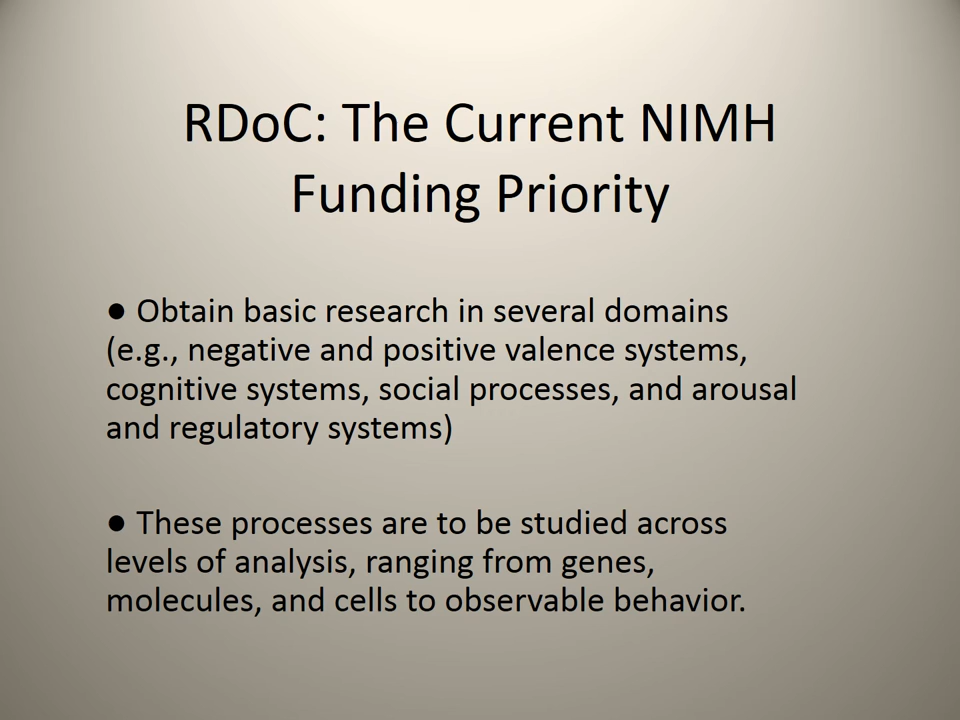 RDoC: The Current NIMH
Funding Priority
● Obtain basic research in several domains
(e.g., negative and positive valence systems,
cognitive systems, social processes, and arousal
and regulatory systems)
● These processes are to be studied across
levels of analysis, ranging from genes,
molecules, and cells to observable behavior.